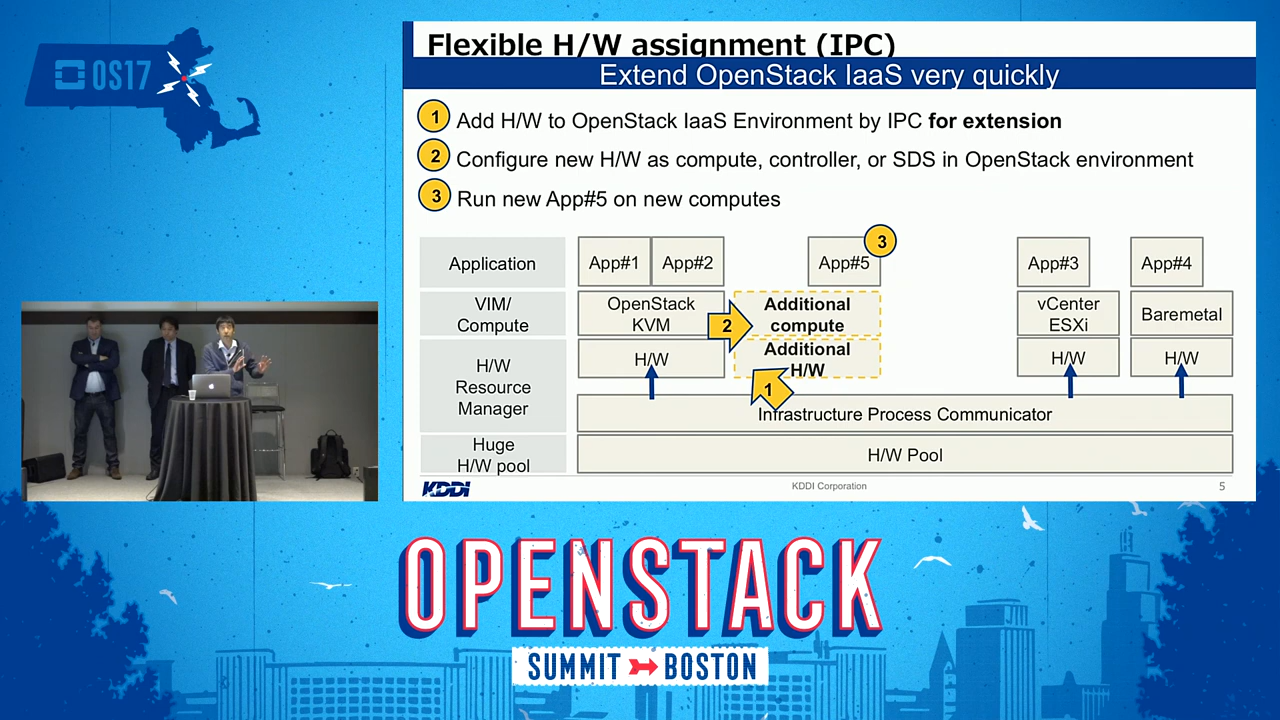 OS17
Flexible H/W assignment (IPC)
Extend OpenStack IaaS very quickly
1 Add H/W to OpenStack IaaS Environment by IPC for extension
2 Configure new H/W as compute, controller, or SDS in OpenStack environment
3 Run new App#5 on new computes
3
Application
App#1
App#2
App#5
App#3
App#4
VIM/
Compute
OpenStack
KVM
2
Additional
compute
vCenter
ESXi
Baremetal
H/W
Resource
Manager
H/W
Additional
H/W
H/W
H/W
1
Infrastructure Process Communicator
Huge
H/W pool
H/W Pool
KDDI
KDDI Corporation
5
OPENSTACK
SUMMIT BOSTON